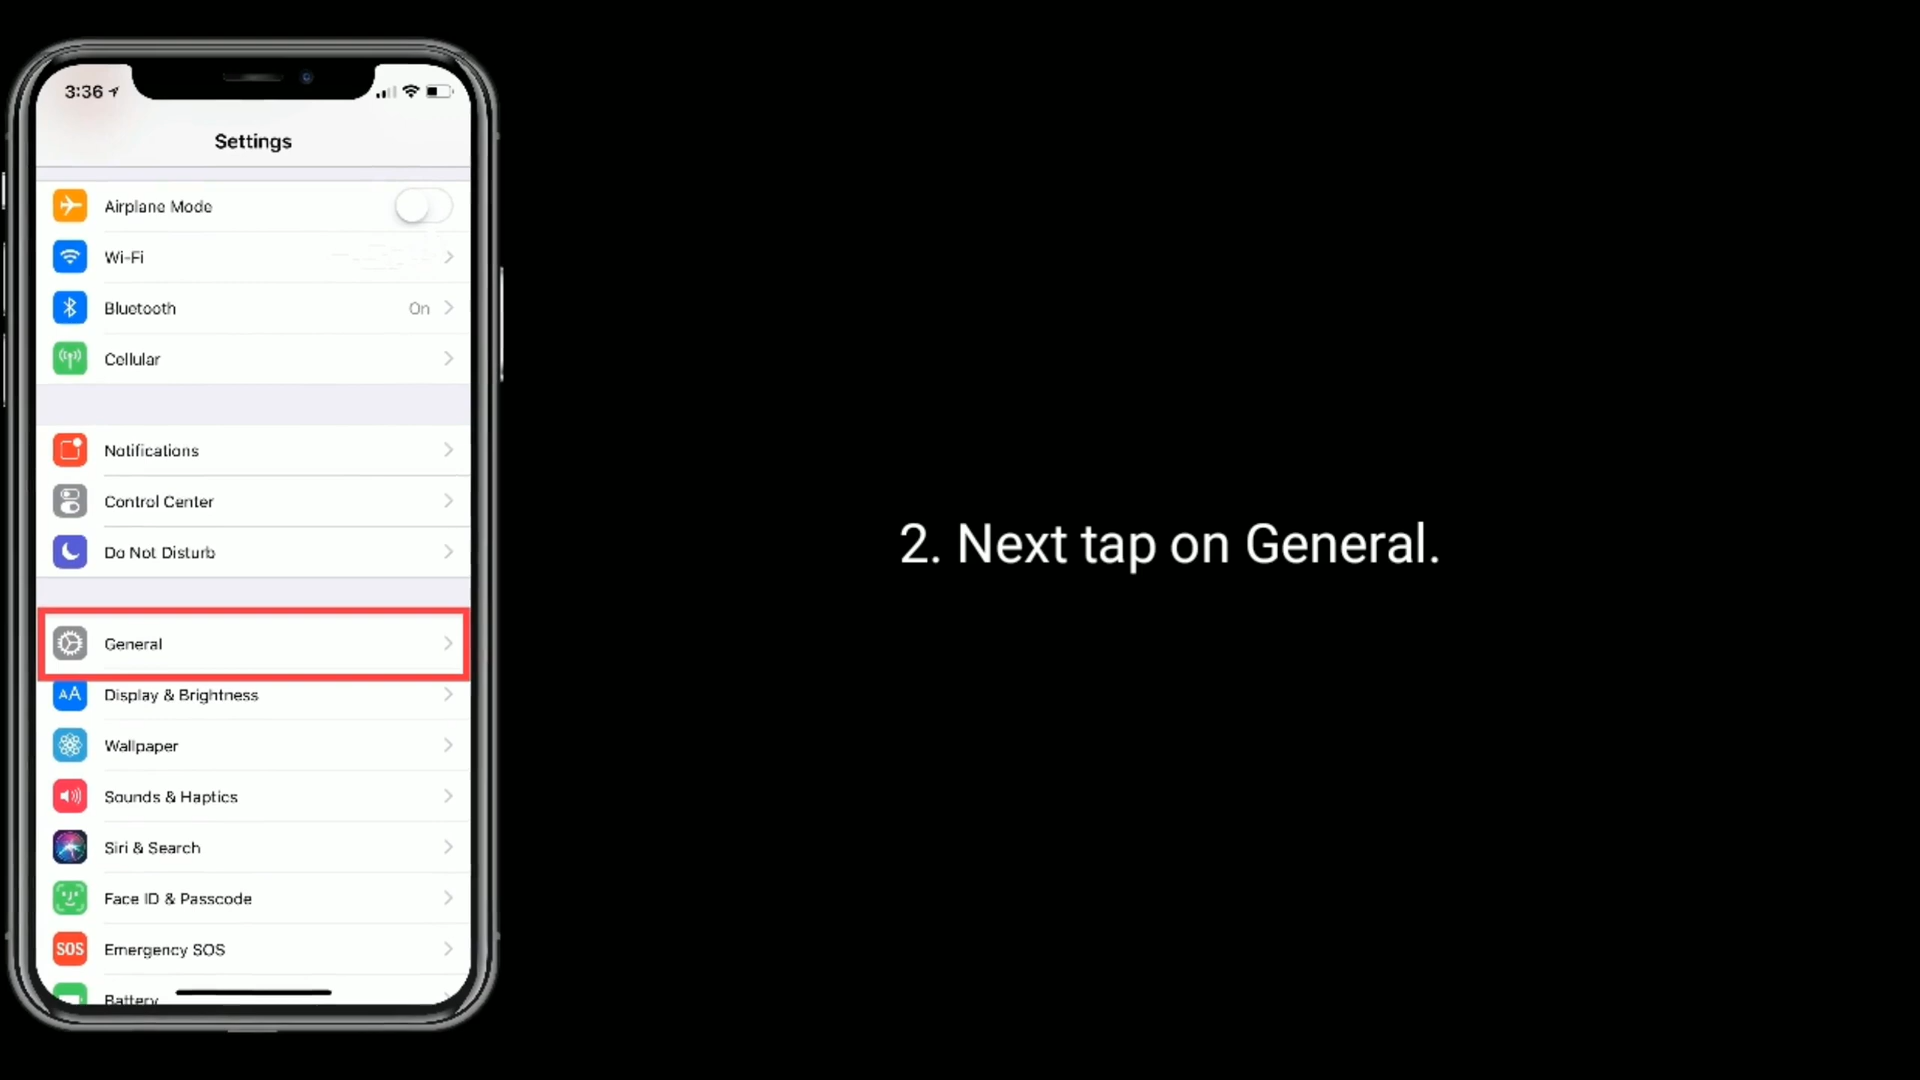 3:36
Settings
Airplane Mode
Wi-Fi
Bluetooth On
Cellular
Notifications
Control Center
Do Not Disturb
General
AA Display & Brightness
Wallpaper
Sounds & Haptics
Siri & Search
Face ID & Passcode
SOS Emergency SOS
Battery
2. Next tap on General.